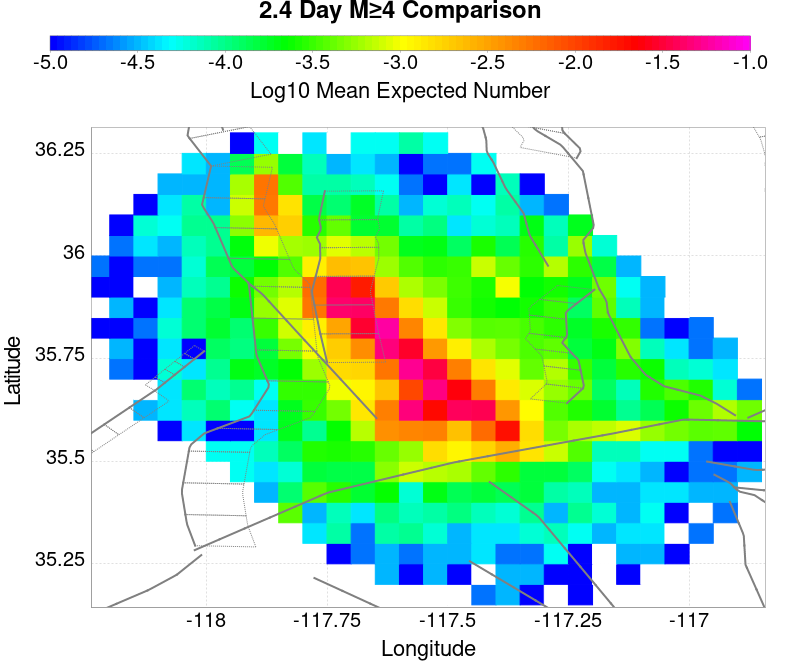 2.4 Day M≥4 Comparison
-5.0 -4.5 -4.0 -3.5 -3.0 -2.5 -2.0 -1.5 -1.0
Log10 Mean Expected Number
36.25
36
35.75
35.5
35.25
Latitude
-118 -117.75 -117.5 -117.25 -117
Longitude